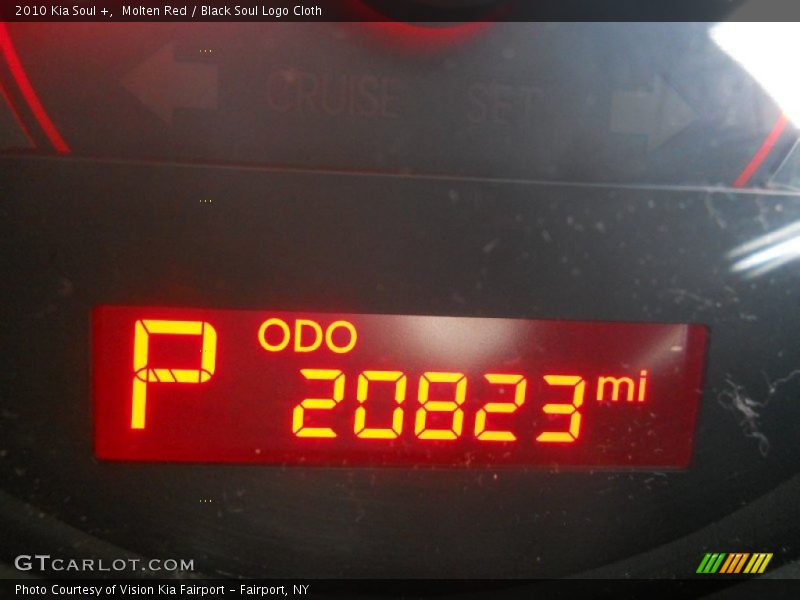 2010 Kia Soul +, Molten Red / Black Soul Logo Cloth
CRUISE SET
P ODO
20823 mi
GTCARLOT.COM
Photo Courtesy of Vision Kia Fairport - Fairport, NY